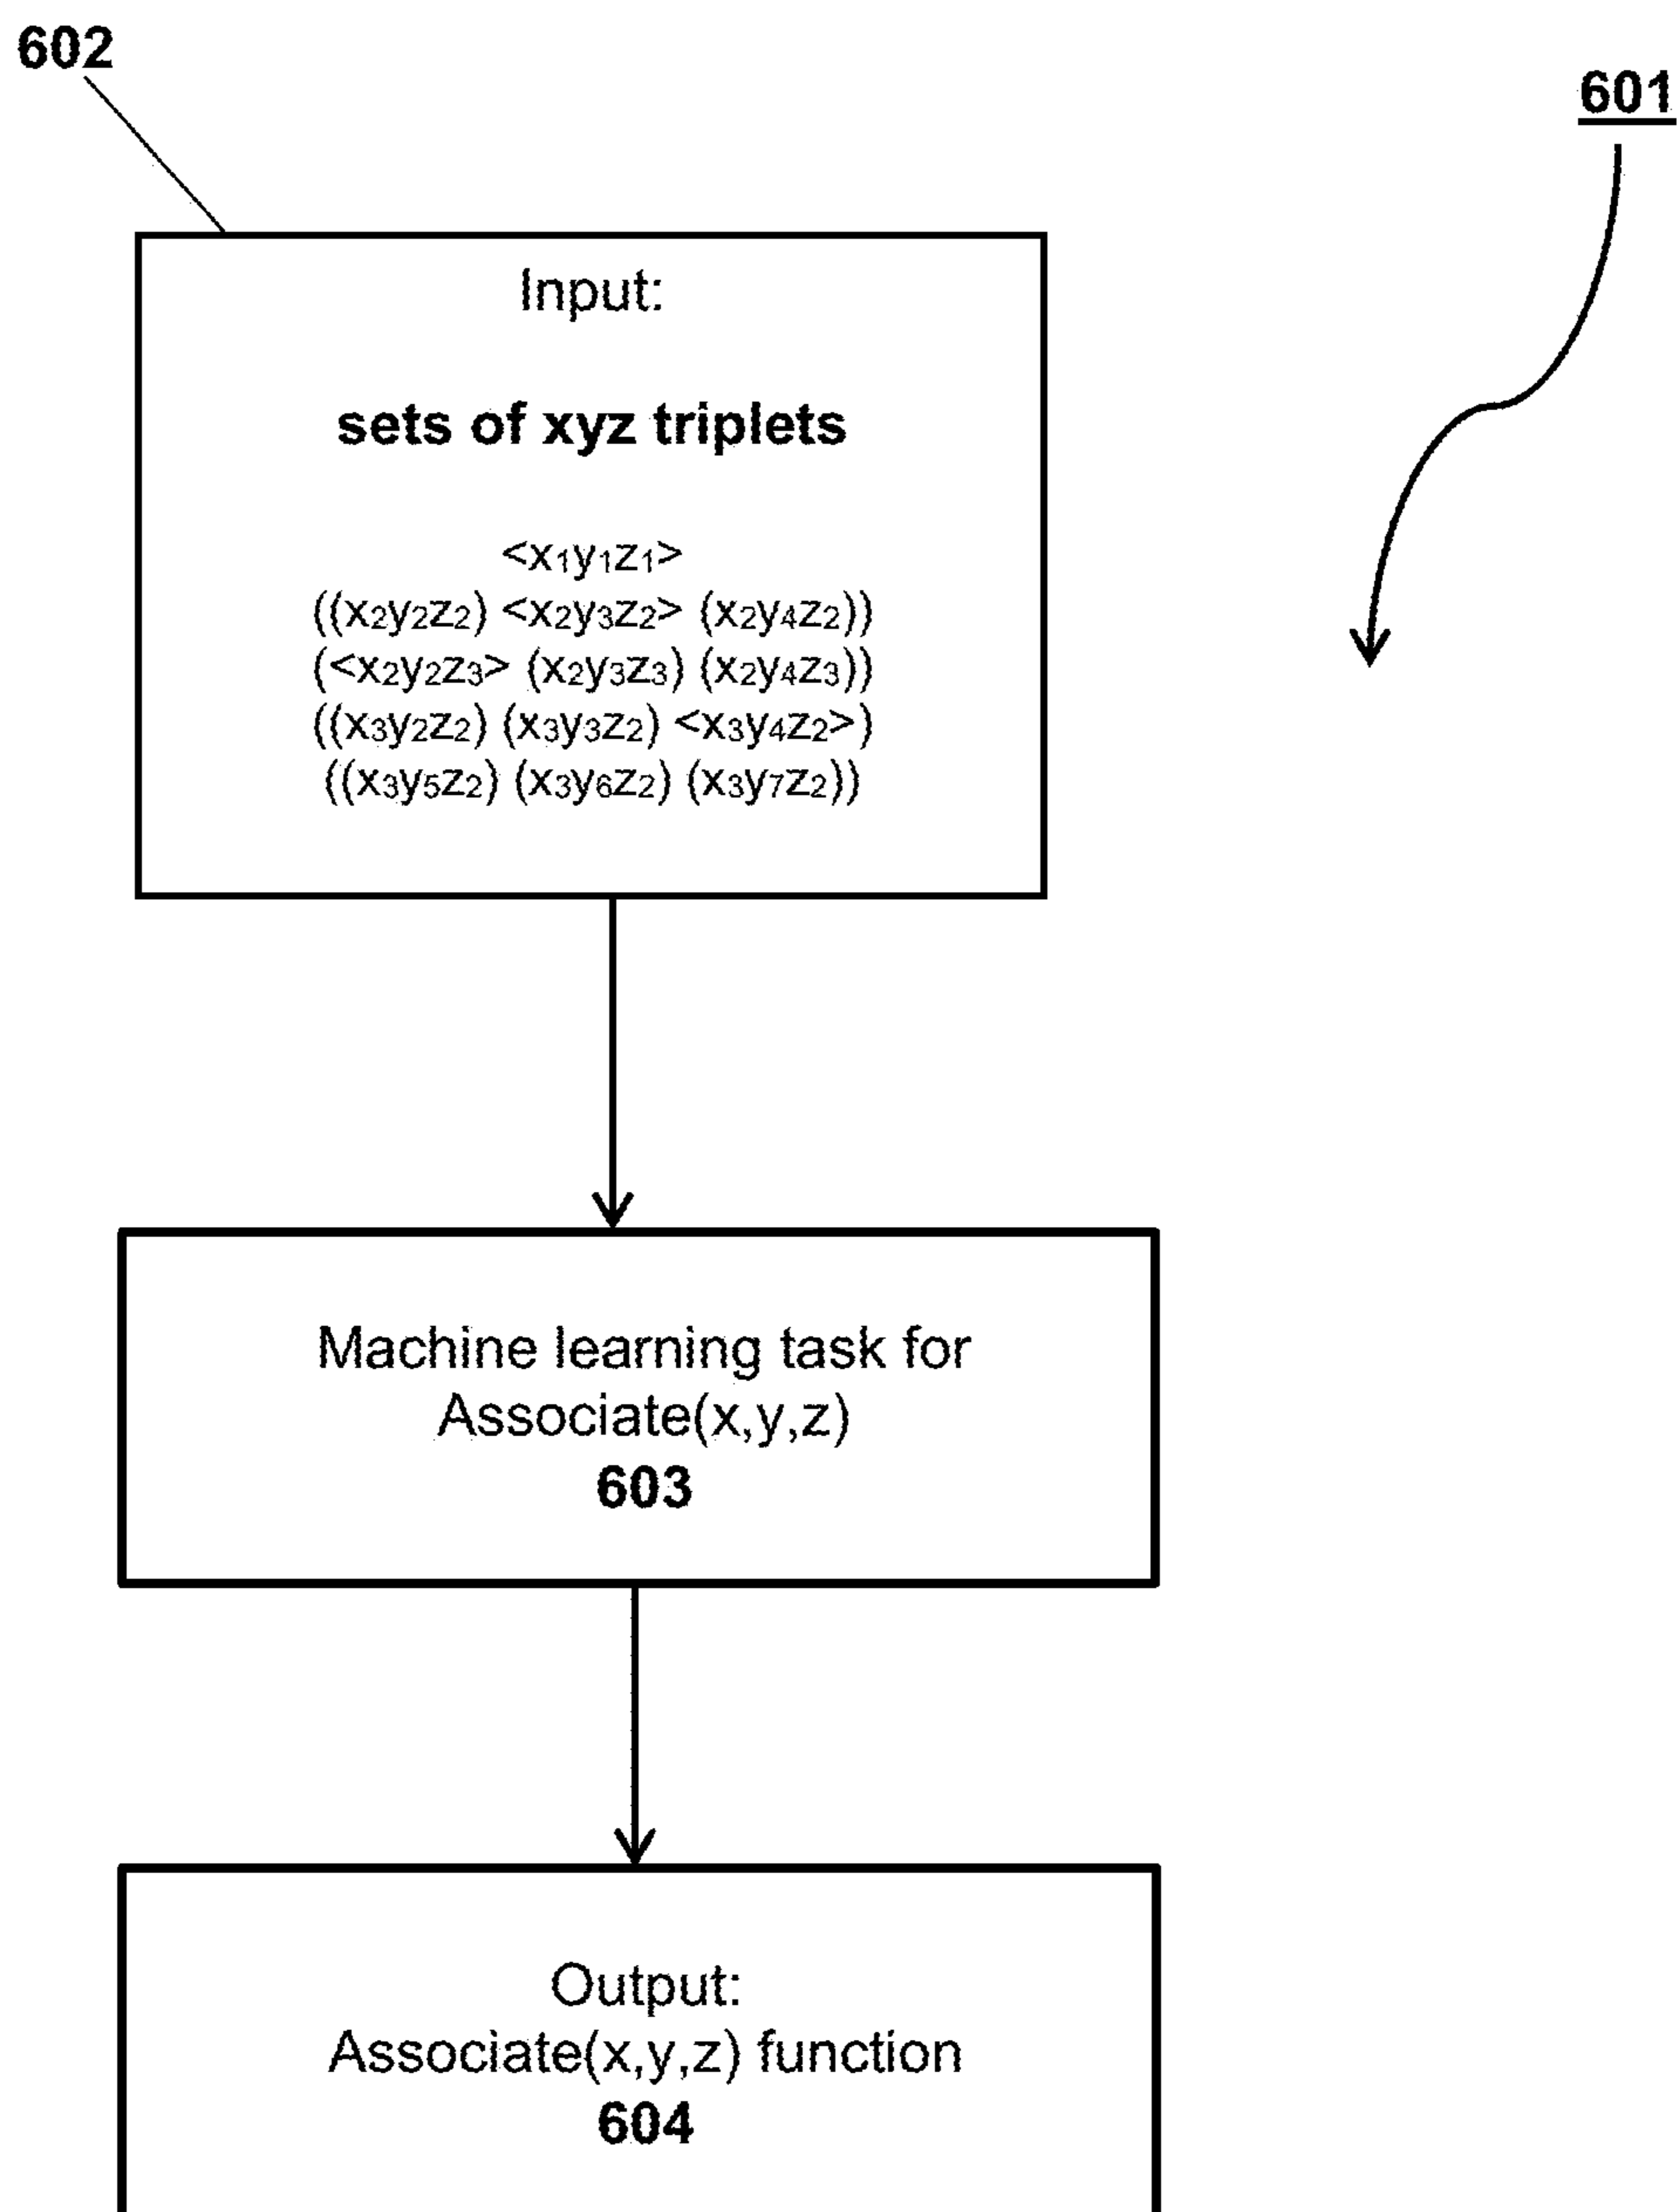 602
601
Input:
sets of xyz triplets
<x₁y₁z₁>
((x₂y₂z₂) <x₂y₃z₂> (x₂y₄z₂))
(<x₂y₂z₃> (x₂y₃z₃) (x₂y₄z₃))
((x₃y₂z₂) (x₃y₃z₂) <x₃y₄z₂>)
((x₃y₅z₂) (x₃y₆z₂) (x₃y₇z₂))
Machine learning task for
Associate(x,y,z)
603
Output:
Associate(x,y,z) function
604